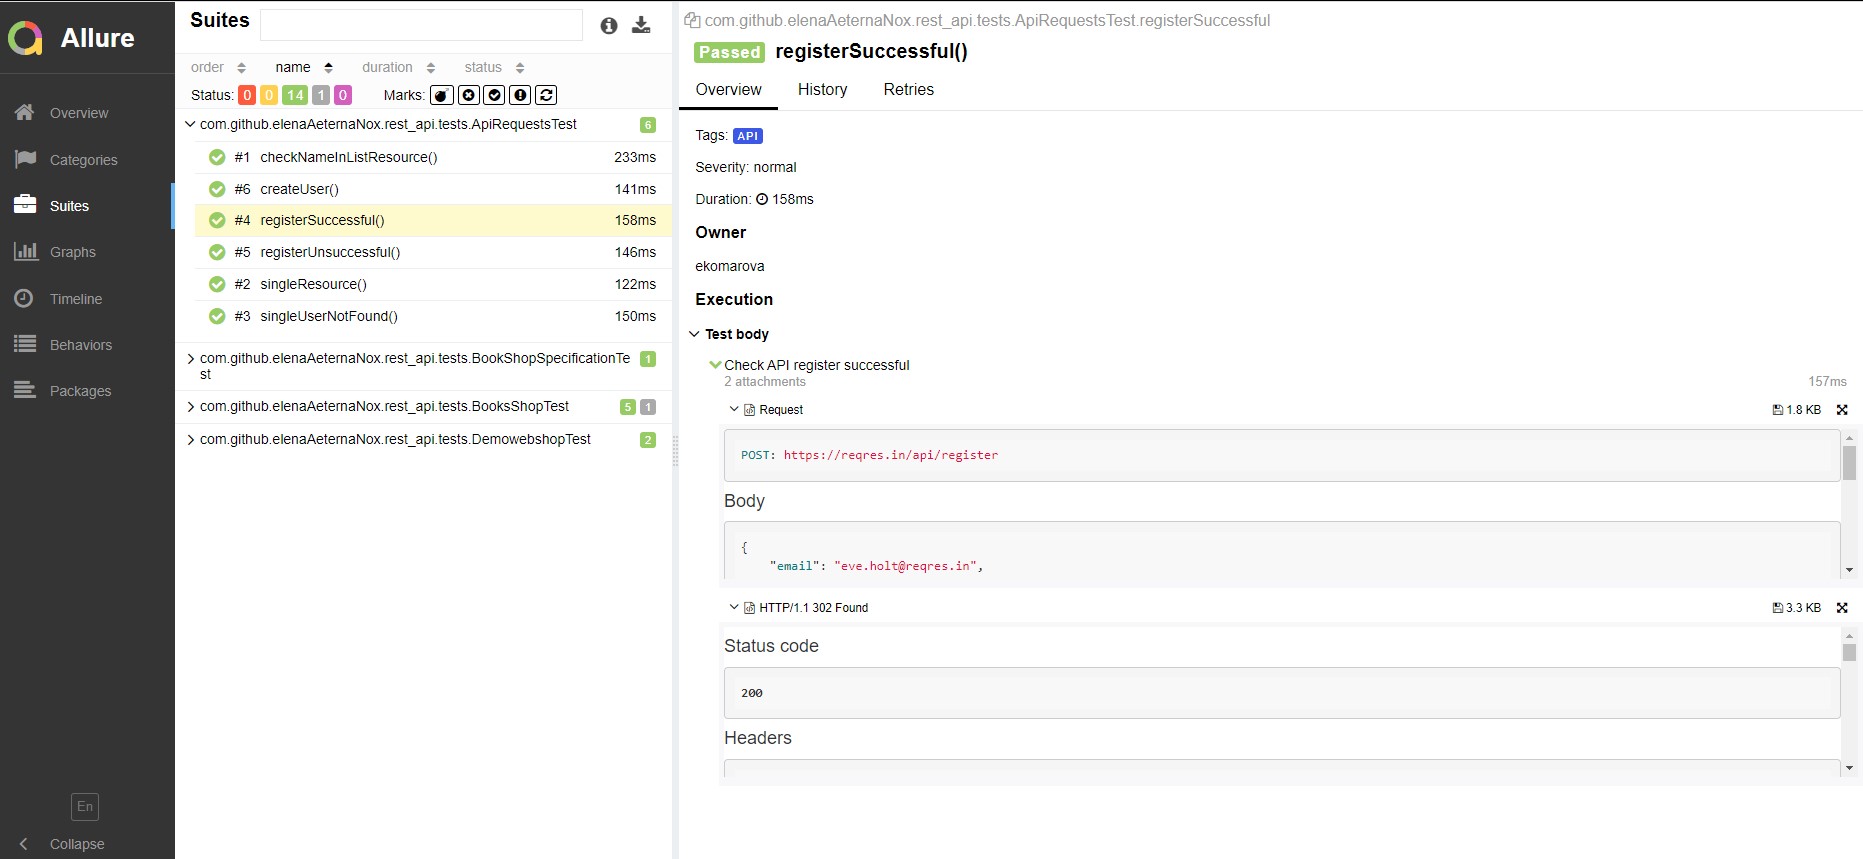 Allure
Overview
Categories
Suites
Graphs
Timeline
Behaviors
Packages
En
Collapse
Suites
order name duration status
Status: 0 0 14 1 0 Marks:
com.github.elenaAeternaNox.rest_api.tests.ApiRequestsTest 6
#1 checkNameInListResource() 233ms
#6 createUser() 141ms
#4 registerSuccessful() 158ms
#5 registerUnsuccessful() 146ms
#2 singleResource() 122ms
#3 singleUserNotFound() 150ms
com.github.elenaAeternaNox.rest_api.tests.BookShopSpecificationTe 1
st
com.github.elenaAeternaNox.rest_api.tests.BooksShopTest 5 1
com.github.elenaAeternaNox.rest_api.tests.DemowebshopTest 2
com.github.elenaAeternaNox.rest_api.tests.ApiRequestsTest.registerSuccessful
Passed registerSuccessful()
Overview History Retries
Tags: API
Severity: normal
Duration: 158ms
Owner
ekomarova
Execution
Test body
Check API register successful
2 attachments 157ms
Request 1.8 KB
POST: https://reqres.in/api/register
Body
{
"email": "eve.holt@reqres.in",
HTTP/1.1 302 Found 3.3 KB
Status code
200
Headers